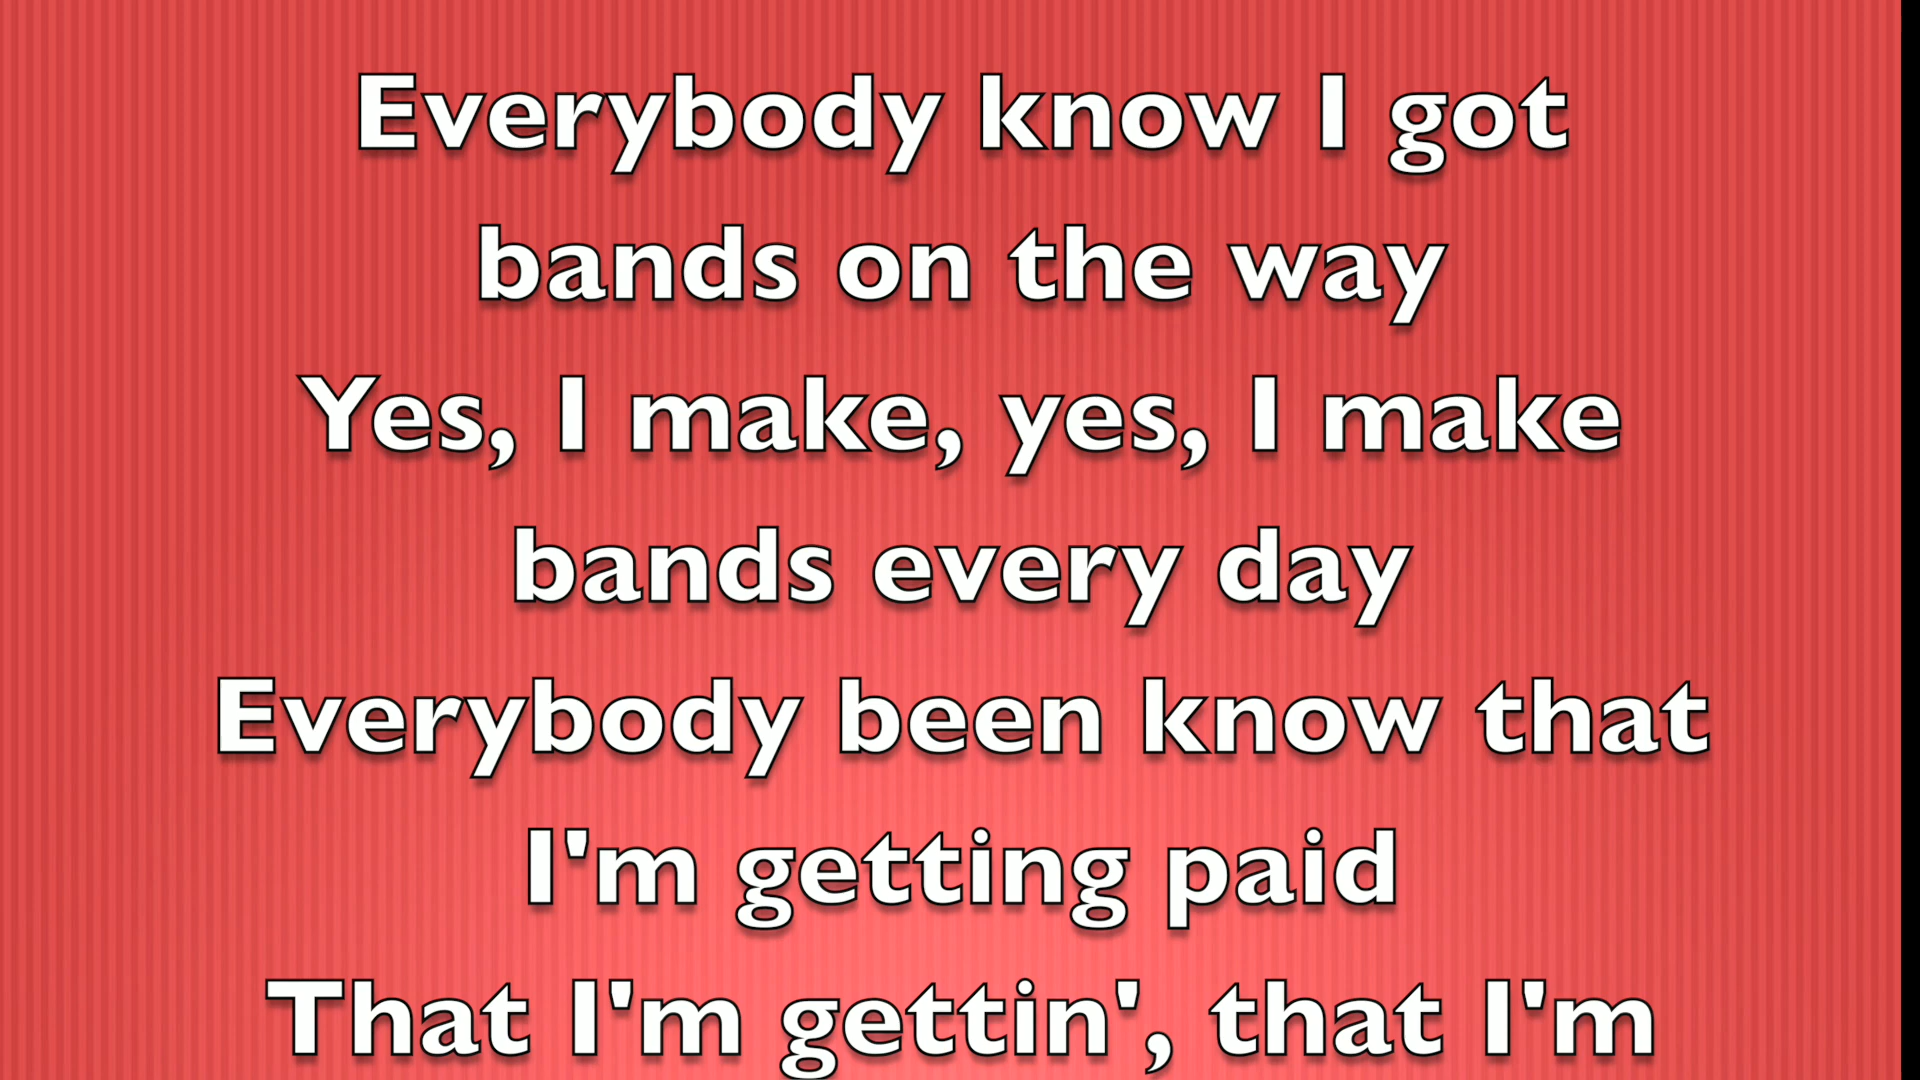 Everybody know I got
bands on the way
Yes, I make, yes, I make
bands every day
Everybody been know that
I'm getting paid
That I'm gettin', that I'm